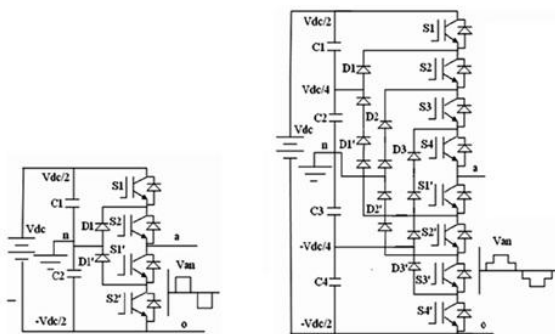 Vdc/2
S1
C1
Vdc
S2
D1
n
a
S1'
D1'
C2
Van
S2'
-Vdc/2
o
Vdc/2
S1
C1
S2
D1
Vdc/4
S3
C2
D2
Vdc
D1'
D3
S4
n
a
S1'
D2'
C3
S2'
-Vdc/4
Van
D3'
S3'
C4
S4'
-Vdc/2
o